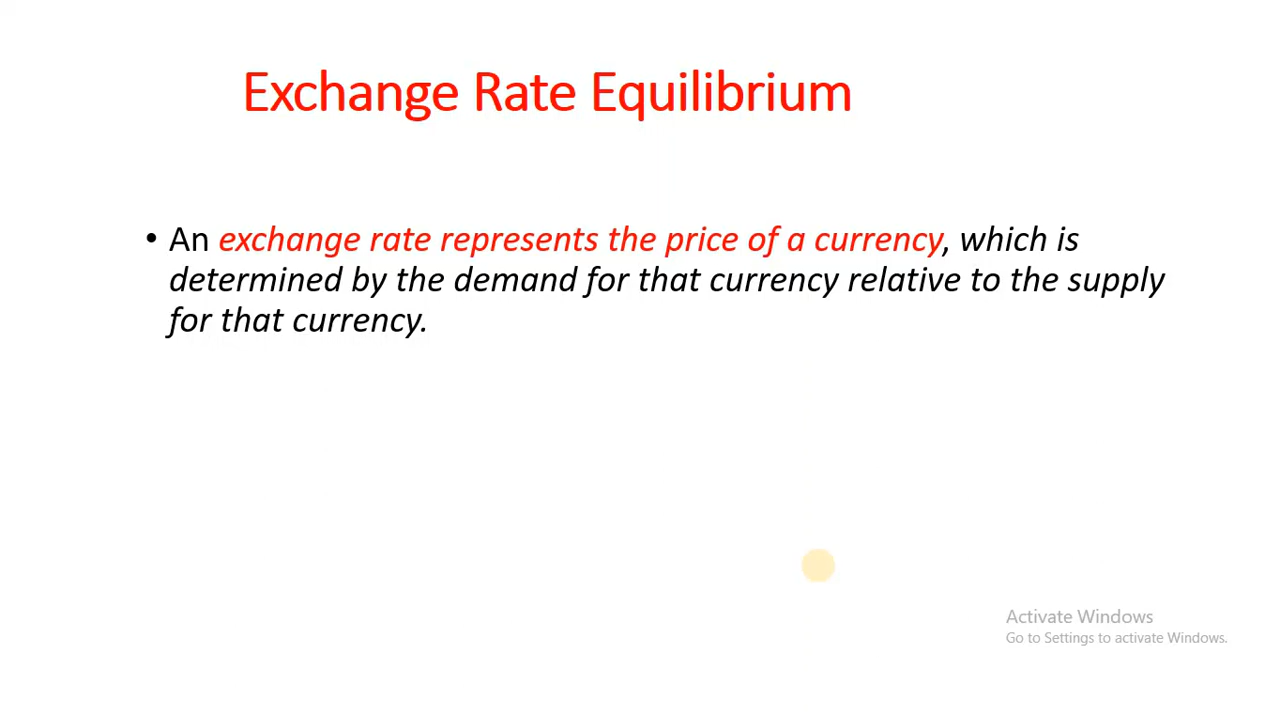 Exchange Rate Equilibrium
• An exchange rate represents the price of a currency, which is
determined by the demand for that currency relative to the supply
for that currency.
Activate Windows
Go to Settings to activate Windows.